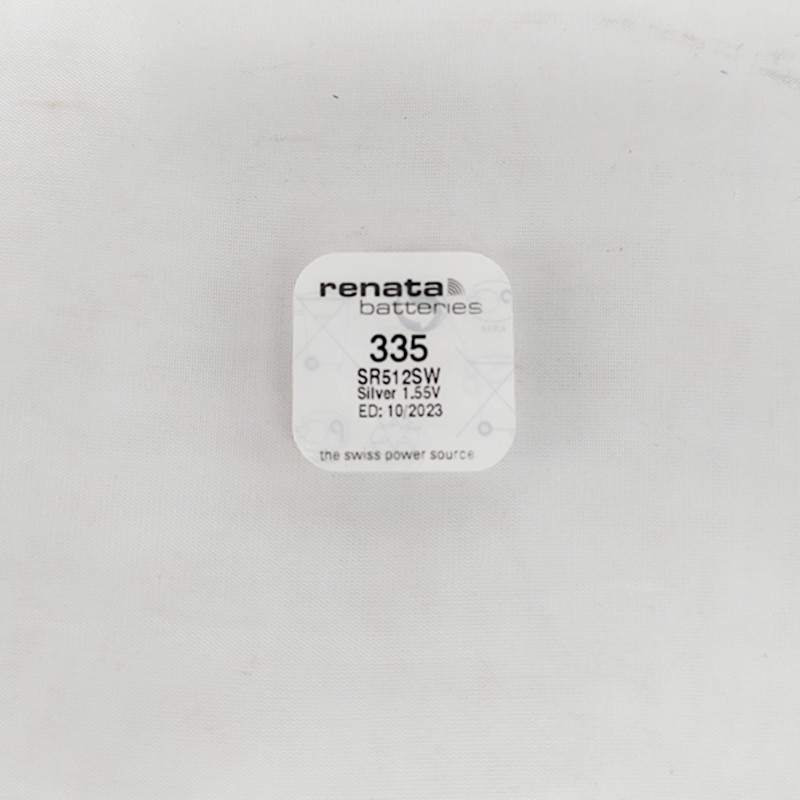 renata
batteries
335
SR512SW
Silver 1.55V
ED: 10/2023
the swiss power source